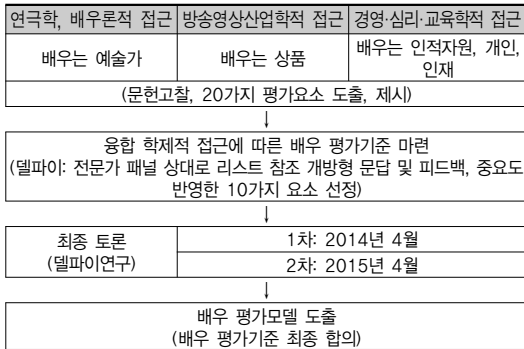 연극학, 배우론적 접근 방송영상산업학적 접근 경영·심리·교육학적 접근
배우는 예술가 배우는 상품 배우는 인적자원, 개인,
인재
(문헌고찰, 20가지 평가요소 도출, 제시)
↓
융합 학제적 접근에 따른 배우 평가기준 마련
(델파이: 전문가 패널 상대로 리스트 참조 개방형 문답 및 피드백, 중요도
반영한 10가지 요소 선정)
↓
최종 토론
(델파이연구)
1차: 2014년 4월
2차: 2015년 4월
↓
배우 평가모델 도출
(배우 평가기준 최종 합의)